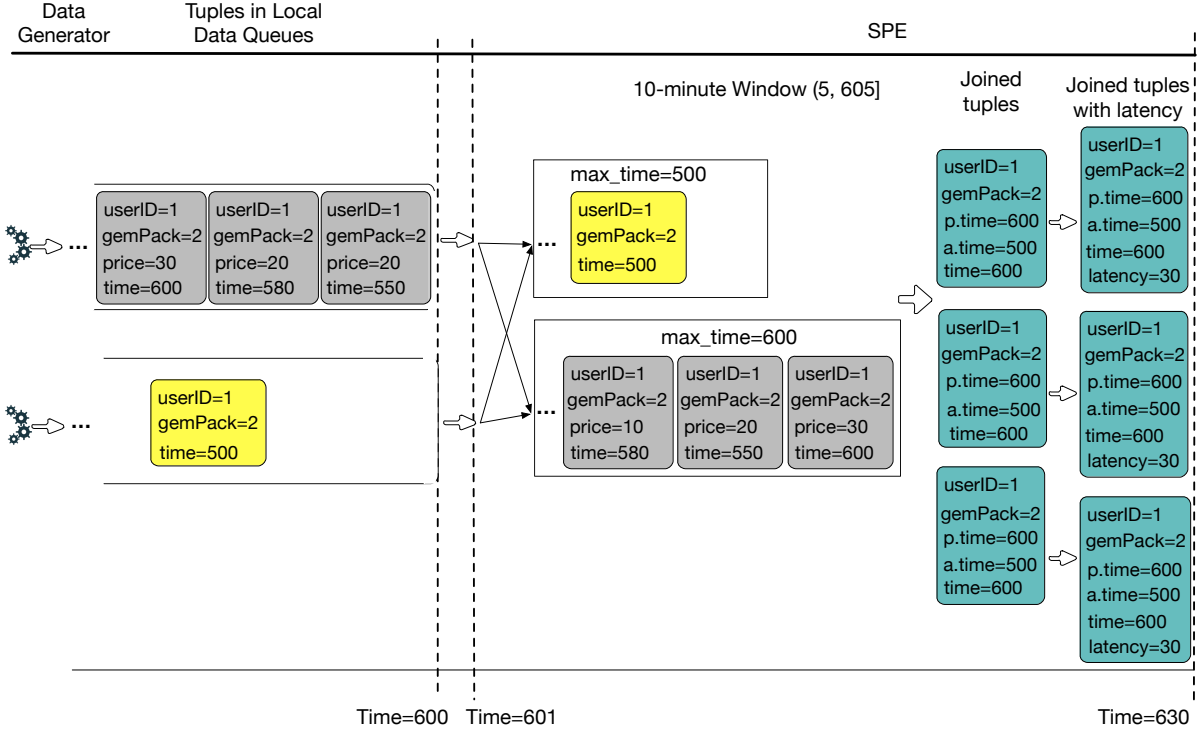 Data
Generator
Tuples in Local
Data Queues
SPE
10-minute Window (5, 605]
Joined
tuples
Joined tuples
with latency
...
userID=1
gemPack=2
price=30
time=600
userID=1
gemPack=2
price=20
time=580
userID=1
gemPack=2
price=20
time=550
...
userID=1
gemPack=2
time=500
max_time=500
...
userID=1
gemPack=2
time=500
max_time=600
...
userID=1
gemPack=2
price=10
time=580
userID=1
gemPack=2
price=20
time=550
userID=1
gemPack=2
price=30
time=600
userID=1
gemPack=2
p.time=600
a.time=500
time=600
userID=1
gemPack=2
p.time=600
a.time=500
time=600
latency=30
userID=1
gemPack=2
p.time=600
a.time=500
time=600
userID=1
gemPack=2
p.time=600
a.time=500
time=600
latency=30
userID=1
gemPack=2
p.time=600
a.time=500
time=600
userID=1
gemPack=2
p.time=600
a.time=500
time=600
latency=30
Time=600
Time=601
Time=630